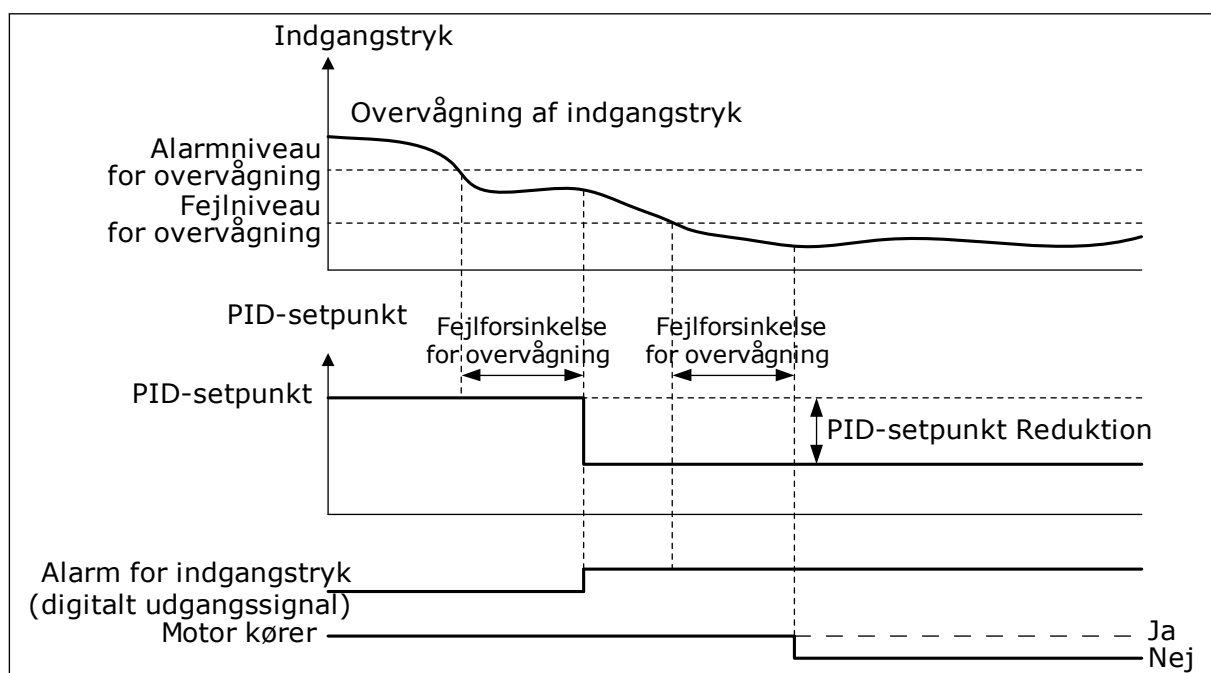 Indgangstryk
Overvågning af indgangstryk
Alarmniveau
for overvågning
Fejlniveau
for overvågning
PID-setpunkt
Fejlforsinkelse
for overvågning
Fejlforsinkelse
for overvågning
PID-setpunkt
PID-setpunkt Reduktion
Alarm for indgangstryk
(digitalt udgangssignal)
Motor kører
Ja
Nej